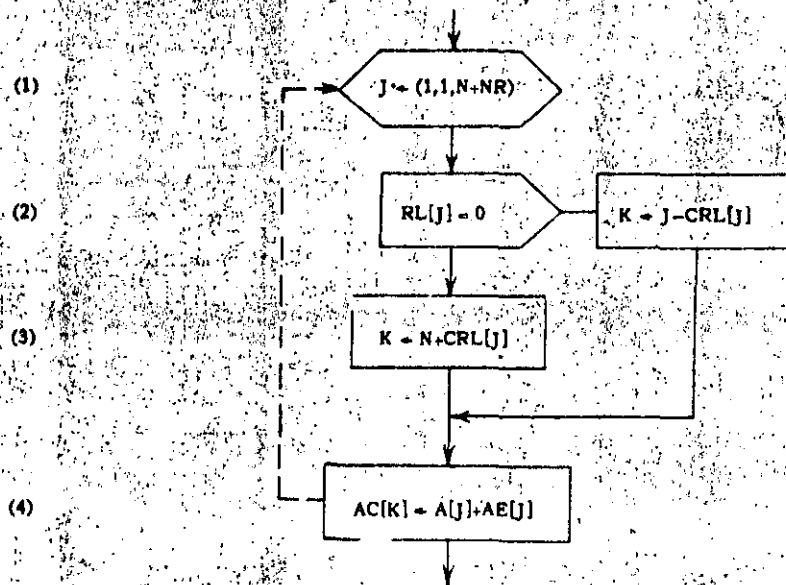 (1)
J ← (1,1,N+NR)
(2)
RL[J] = 0
K ← J-CRL[J]
(3)
K ← N+CRL[J]
(4)
AC[K] ← A[J]+AE[J]